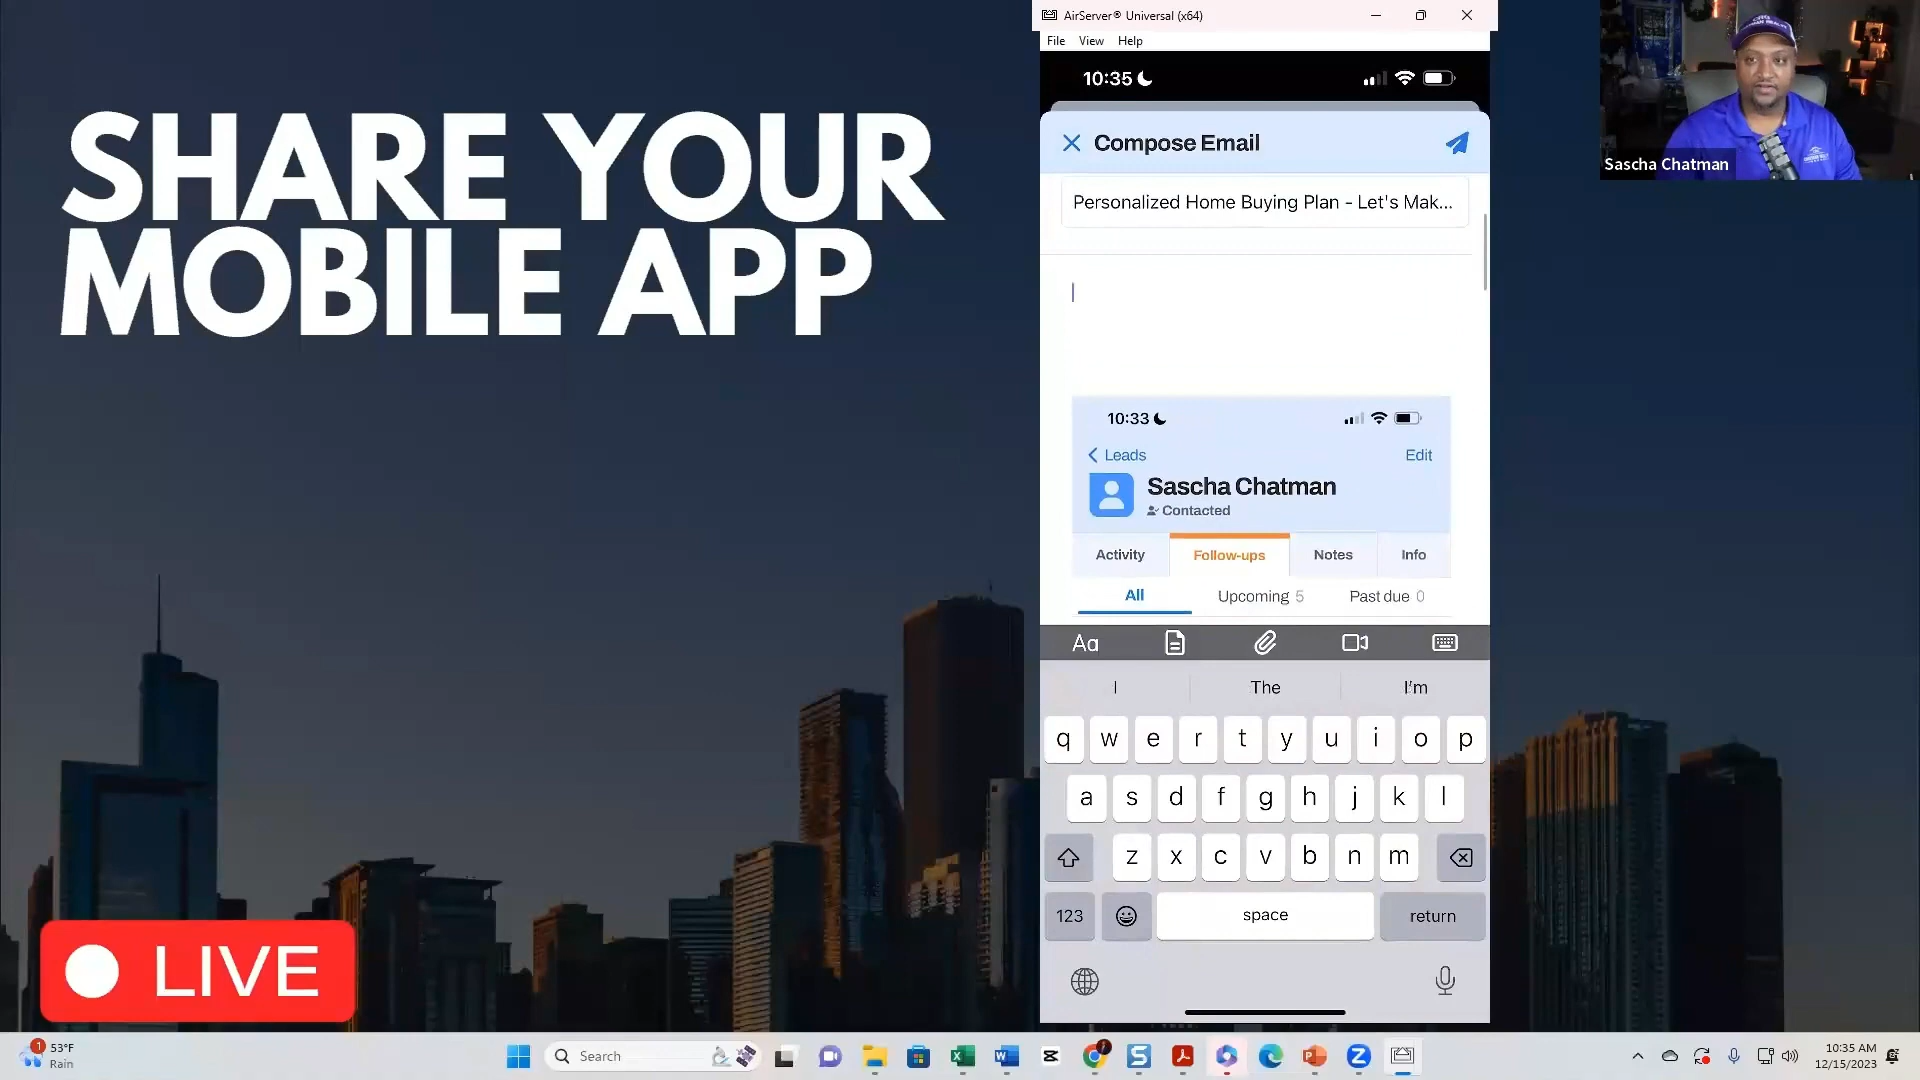 SHARE YOUR
MOBILE APP
LIVE
AirServer® Universal (x64)
File View Help
10:35
Compose Email
Personalized Home Buying Plan - Let's Mak...
10:33
Leads
Edit
Sascha Chatman
Contacted
Activity
Follow-ups
Notes
Info
All
Upcoming 5
Past due 0
Aa
I
The
I'm
q w e r t y u i o p
a s d f g h j k l
z x c v b n m
123
space
return
Sascha Chatman
1
53°F
Rain
Search
10:35 AM
12/15/2023